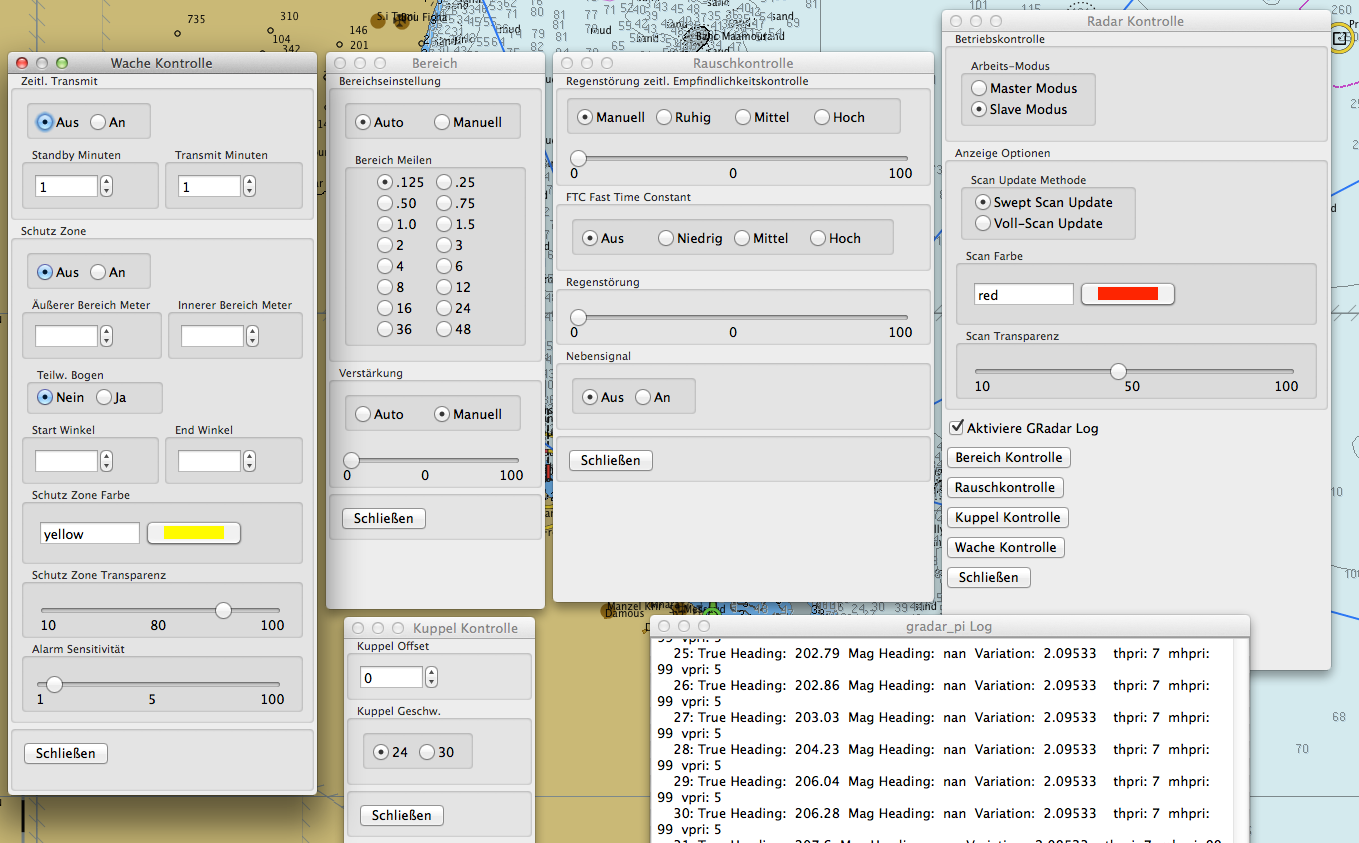 Wache Kontrolle
Zeitl. Transmit
Aus An
Standby Minuten Transmit Minuten
1 1
Schutz Zone
Aus An
Äußerer Bereich Meter Innerer Bereich Meter
Teilw. Bogen
Nein Ja
Start Winkel End Winkel
Schutz Zone Farbe
yellow
Schutz Zone Transparenz
10 80 100
Alarm Sensitivität
1 5 100
Schließen
Bereich
Bereichseinstellung
Auto Manuell
Bereich Meilen
.125 .25
.50 .75
1.0 1.5
2 3
4 6
8 12
16 24
36 48
Verstärkung
Auto Manuell
0 0 100
Schließen
Kuppel Kontrolle
Kuppel Offset
0
Kuppel Geschw.
24 30
Schließen
Rauschkontrolle
Regenstörung zeitl. Empfindlichkeitskontrolle
Manuell Ruhig Mittel Hoch
0 0 100
FTC Fast Time Constant
Aus Niedrig Mittel Hoch
Regenstörung
0 0 100
Nebensignal
Aus An
Schließen
Radar Kontrolle
Betriebskontrolle
Arbeits-Modus
Master Modus
Slave Modus
Anzeige Optionen
Scan Update Methode
Swept Scan Update
Voll-Scan Update
Scan Farbe
red
Scan Transparenz
10 50 100
Aktiviere GRadar Log
Bereich Kontrolle
Rauschkontrolle
Kuppel Kontrolle
Wache Kontrolle
Schließen
gradar_pi Log
99 vpri: 5
25: True Heading: 202.79 Mag Heading: nan Variation: 2.09533 thpri: 7 mhpri:
99 vpri: 5
26: True Heading: 202.86 Mag Heading: nan Variation: 2.09533 thpri: 7 mhpri:
99 vpri: 5
27: True Heading: 203.03 Mag Heading: nan Variation: 2.09533 thpri: 7 mhpri:
99 vpri: 5
28: True Heading: 204.23 Mag Heading: nan Variation: 2.09533 thpri: 7 mhpri:
99 vpri: 5
29: True Heading: 206.04 Mag Heading: nan Variation: 2.09533 thpri: 7 mhpri:
99 vpri: 5
30: True Heading: 206.28 Mag Heading: nan Variation: 2.09533 thpri: 7 mhpri:
99 vpri: 5
735
310
104
342
146
201
115
260
68
70
Manzel
Damous